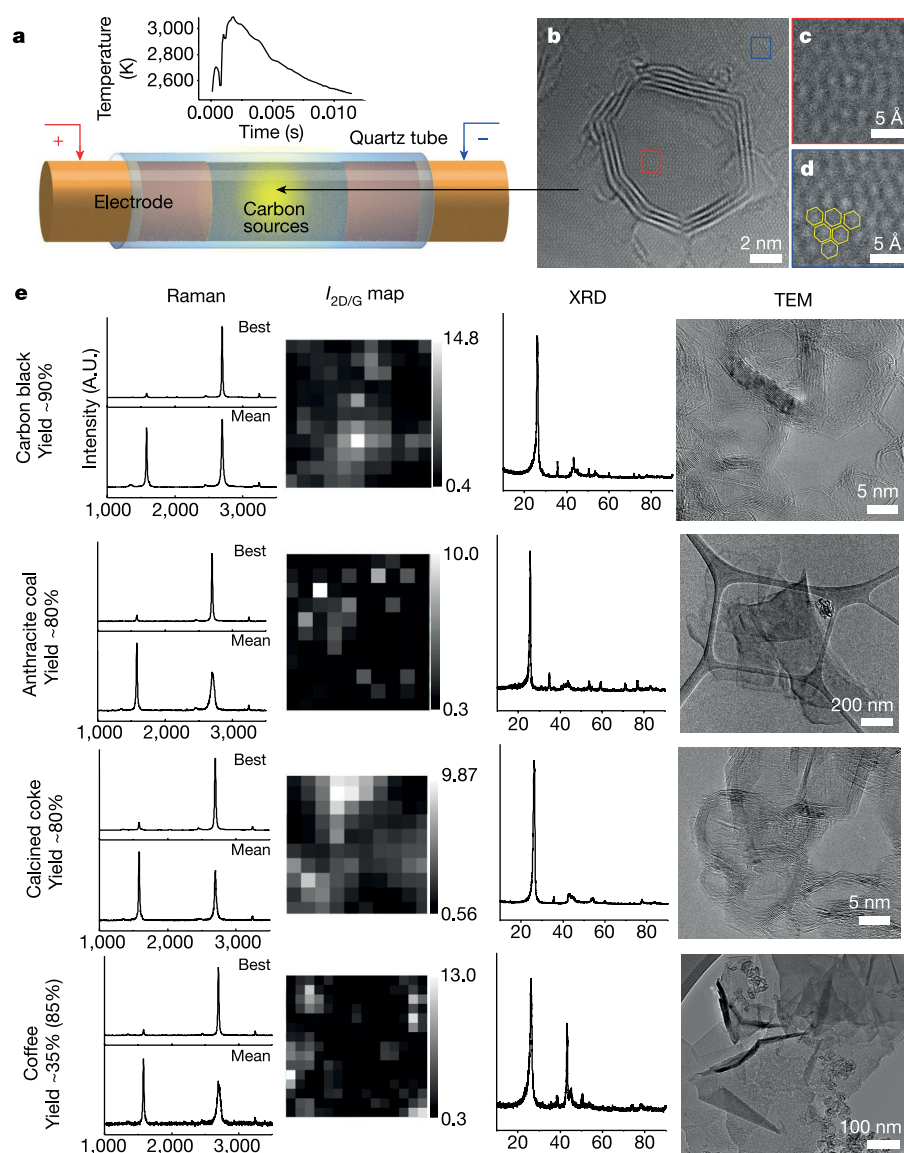 a
Temperature
(K)
3,000
2,800
2,600
0.000 0.005 0.010
Time (s)
Quartz tube
+
−
Electrode
Carbon
sources
b
2 nm
c
5 Å
d
5 Å
e
Raman
I2D/G map
XRD
TEM
Carbon black
Yield ~90%
Intensity (A.U.)
Best
Mean
1,000 2,000 3,000
14.8
0.4
20 40 60 80
5 nm
Anthracite coal
Yield ~80%
Best
Mean
1,000 2,000 3,000
10.0
0.3
20 40 60 80
200 nm
Calcined coke
Yield ~80%
Best
Mean
1,000 2,000 3,000
9.87
0.56
20 40 60 80
5 nm
Coffee
Yield ~35% (85%)
Best
Mean
1,000 2,000 3,000
13.0
0.3
20 40 60 80
100 nm